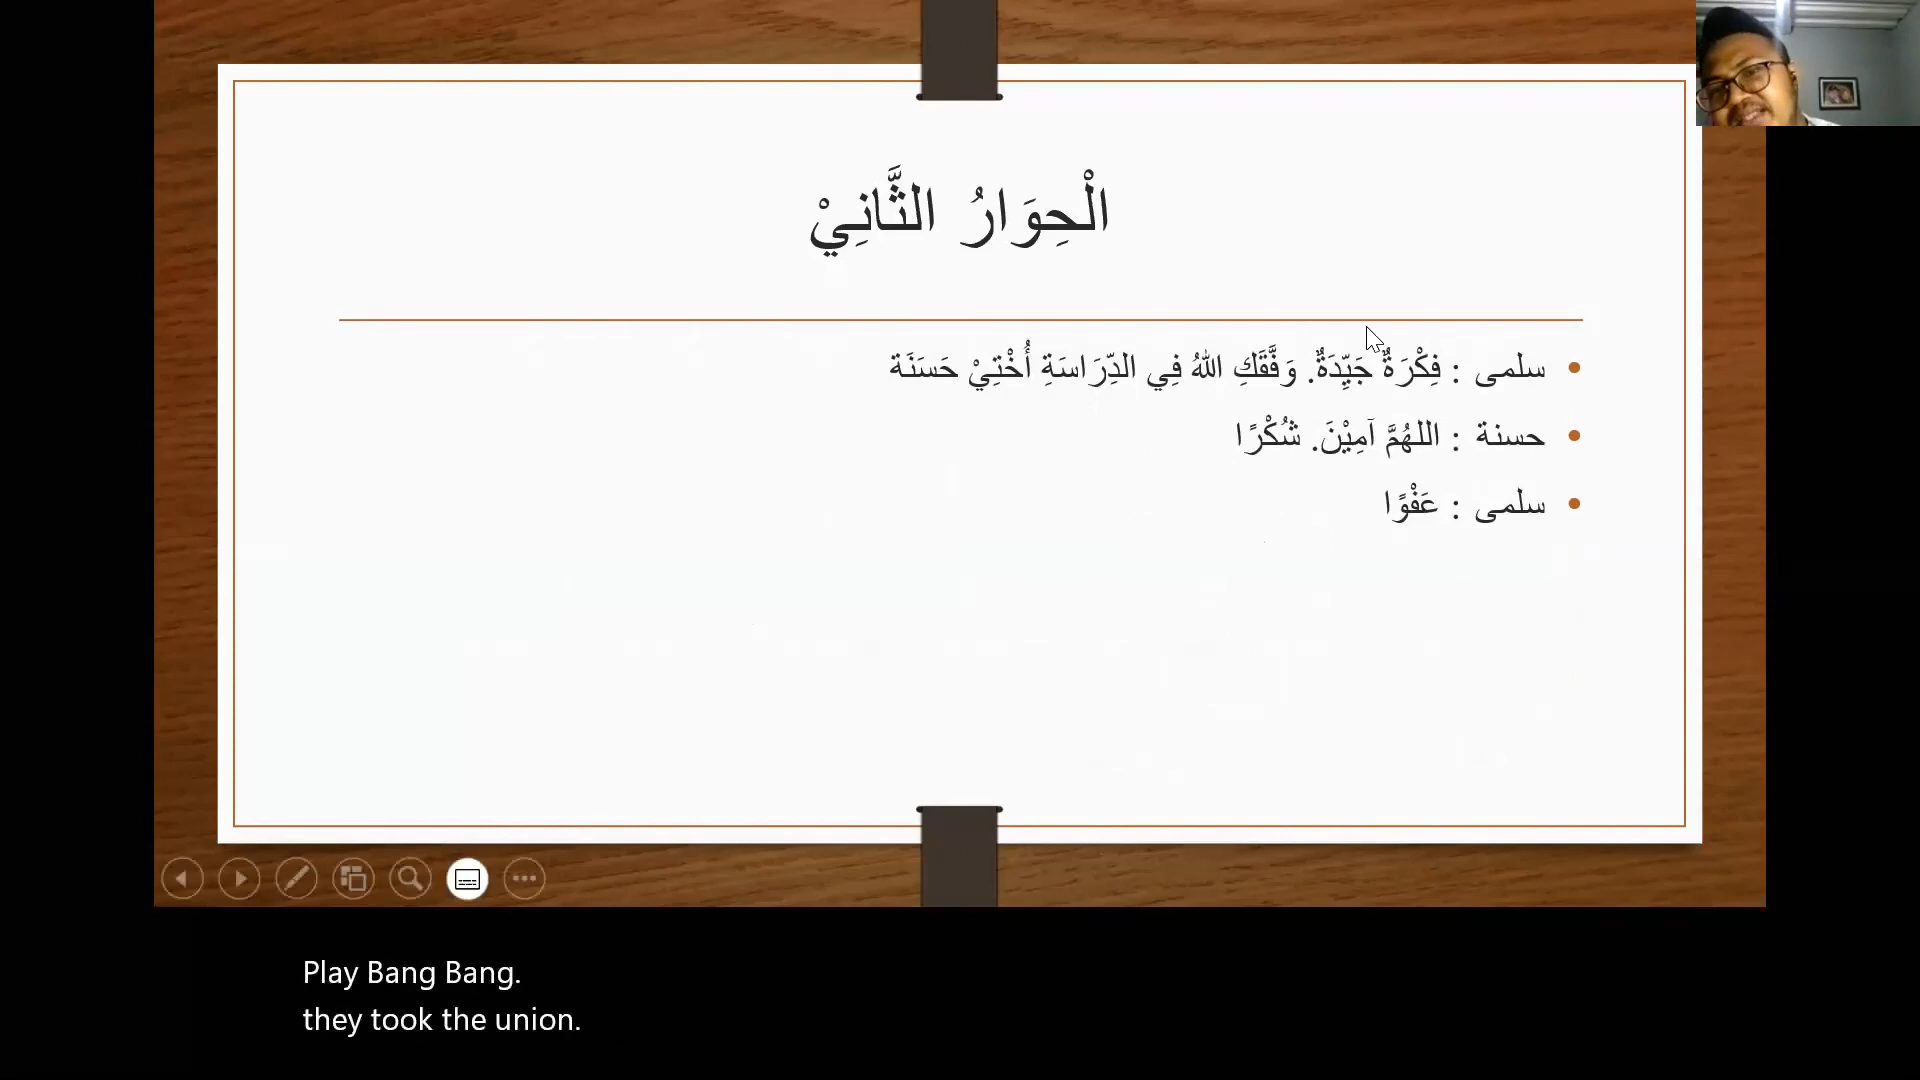 الْحِوَارُ الثَّانِيْ
سلمى : فِكْرَةٌ جَيِّدَةٌ. وَفَّقَكِ اللهُ فِي الدِّرَاسَةِ أُخْتِيْ حَسَنَة
حسنة : اللهُمَّ آمِيْنَ. شُكْرًا
سلمى : عَفْوًا
Play Bang Bang.
they took the union.